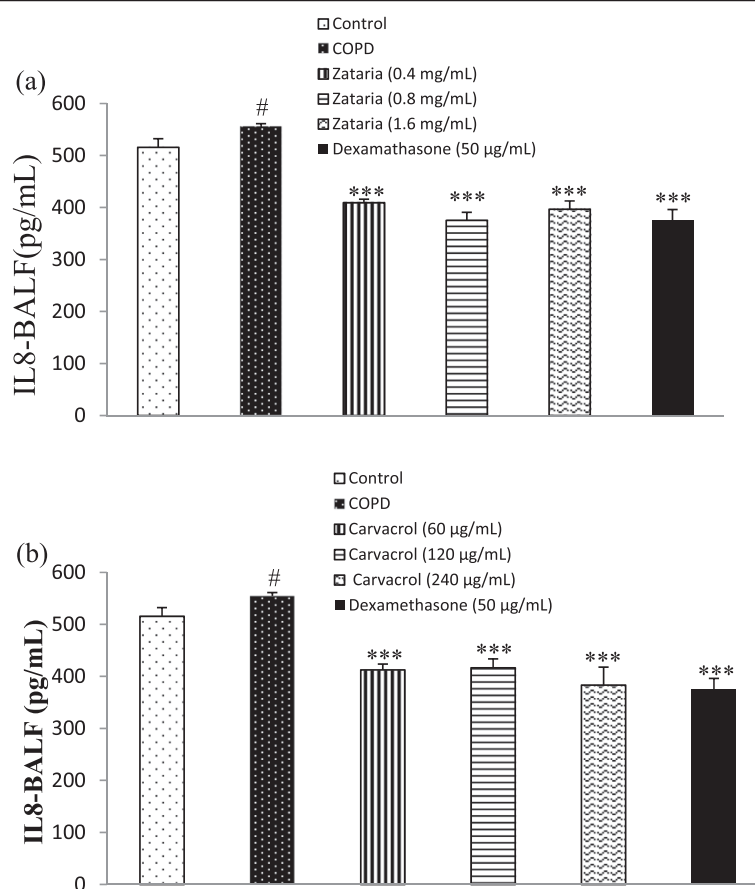 Control
COPD
Zataria (0.4 mg/mL)
Zataria (0.8 mg/mL)
Zataria (1.6 mg/mL)
Dexamathasone (50 µg/mL)
(a)
IL8-BALF(pg/mL)
600
500
400
300
200
100
0
#
***
***
***
***
Control
COPD
Carvacrol (60 µg/mL)
Carvacrol (120 µg/mL)
Carvacrol (240 µg/mL)
Dexamethasone (50 µg/mL)
(b)
IL8-BALF (pg/mL)
600
500
400
300
200
100
0
#
***
***
***
***